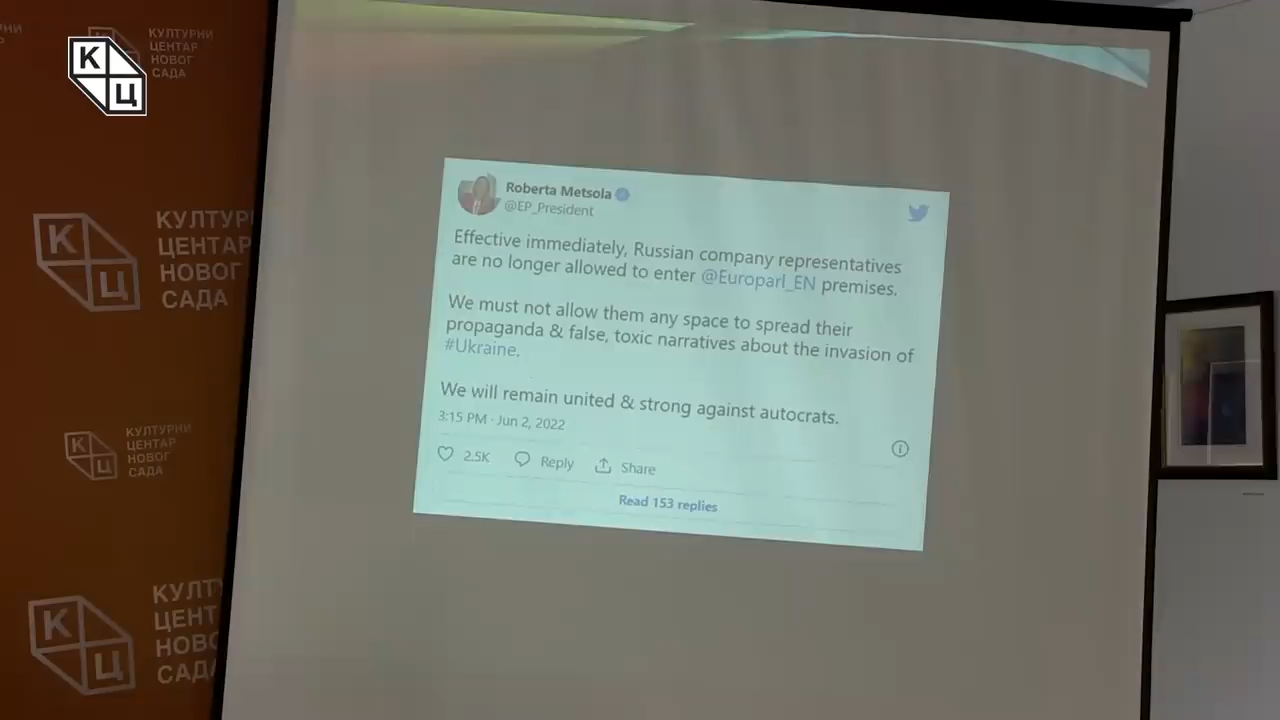 К
Ц
КУЛТУРНИ
ЦЕНТАР
НОВОГ
САДА
К
Ц
ЦЕНТАР
НОВОГ
САДА
К
Ц
КУЛТУРНИ
ЦЕНТАР
НОВОГ
САДА
К
Ц
Roberta Metsola
@EP_President
Effective immediately, Russian company representatives
are no longer allowed to enter @Europarl_EN premises.
We must not allow them any space to spread their
propaganda & false, toxic narratives about the invasion of
#Ukraine.
We will remain united & strong against autocrats.
3:15 PM · Jun 2, 2022
2.5K Reply Share
Read 153 replies